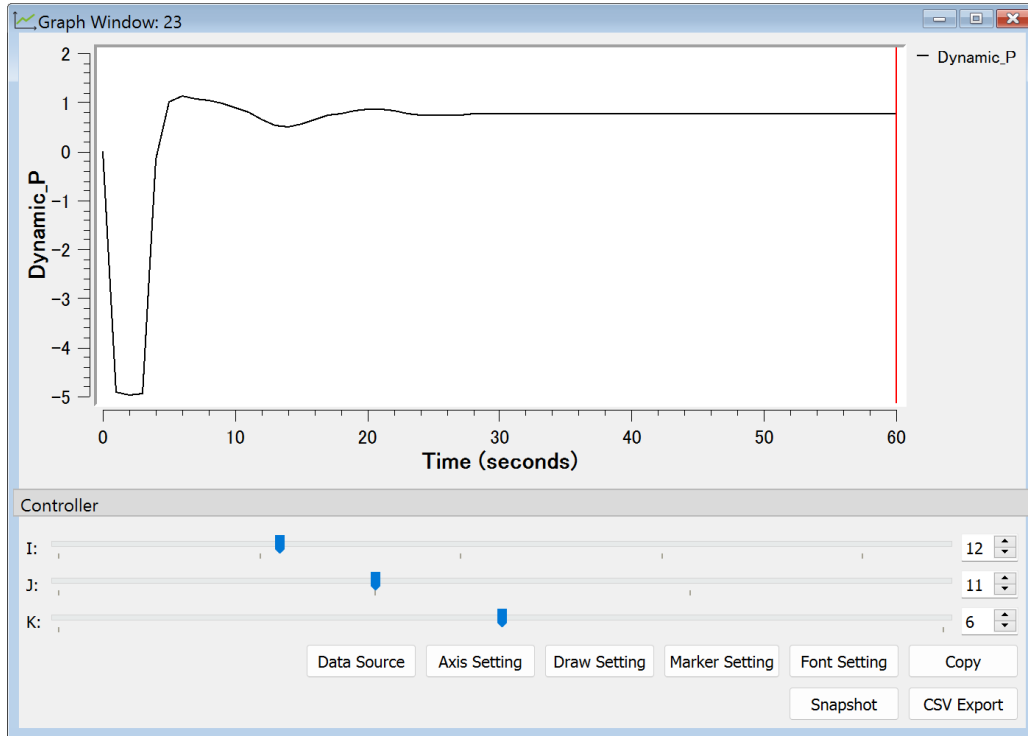 Graph Window: 23
2
1
0
-1
-2
-3
-4
-5
Dynamic_P
Dynamic_P
0 10 20 30 40 50 60
Time (seconds)
Controller
I: 12
J: 11
K: 6
Data Source Axis Setting Draw Setting Marker Setting Font Setting Copy
Snapshot CSV Export